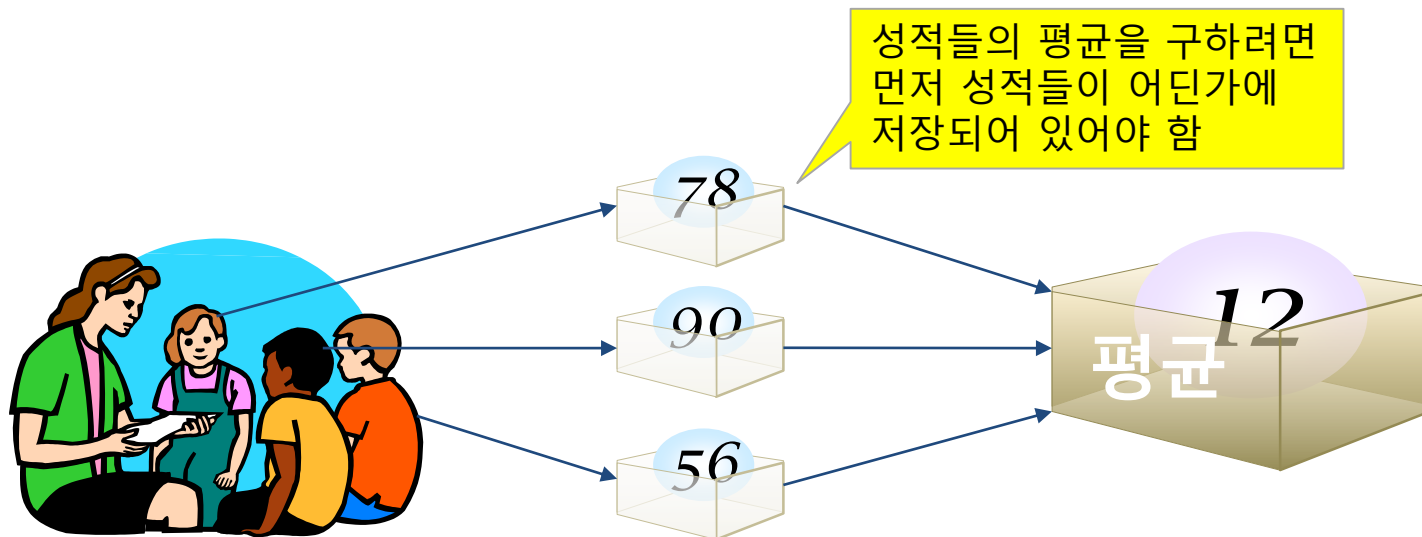 성적들의 평균을 구하려면
먼저 성적들이 어딘가에
저장되어 있어야 함
78
90
56
12
평균